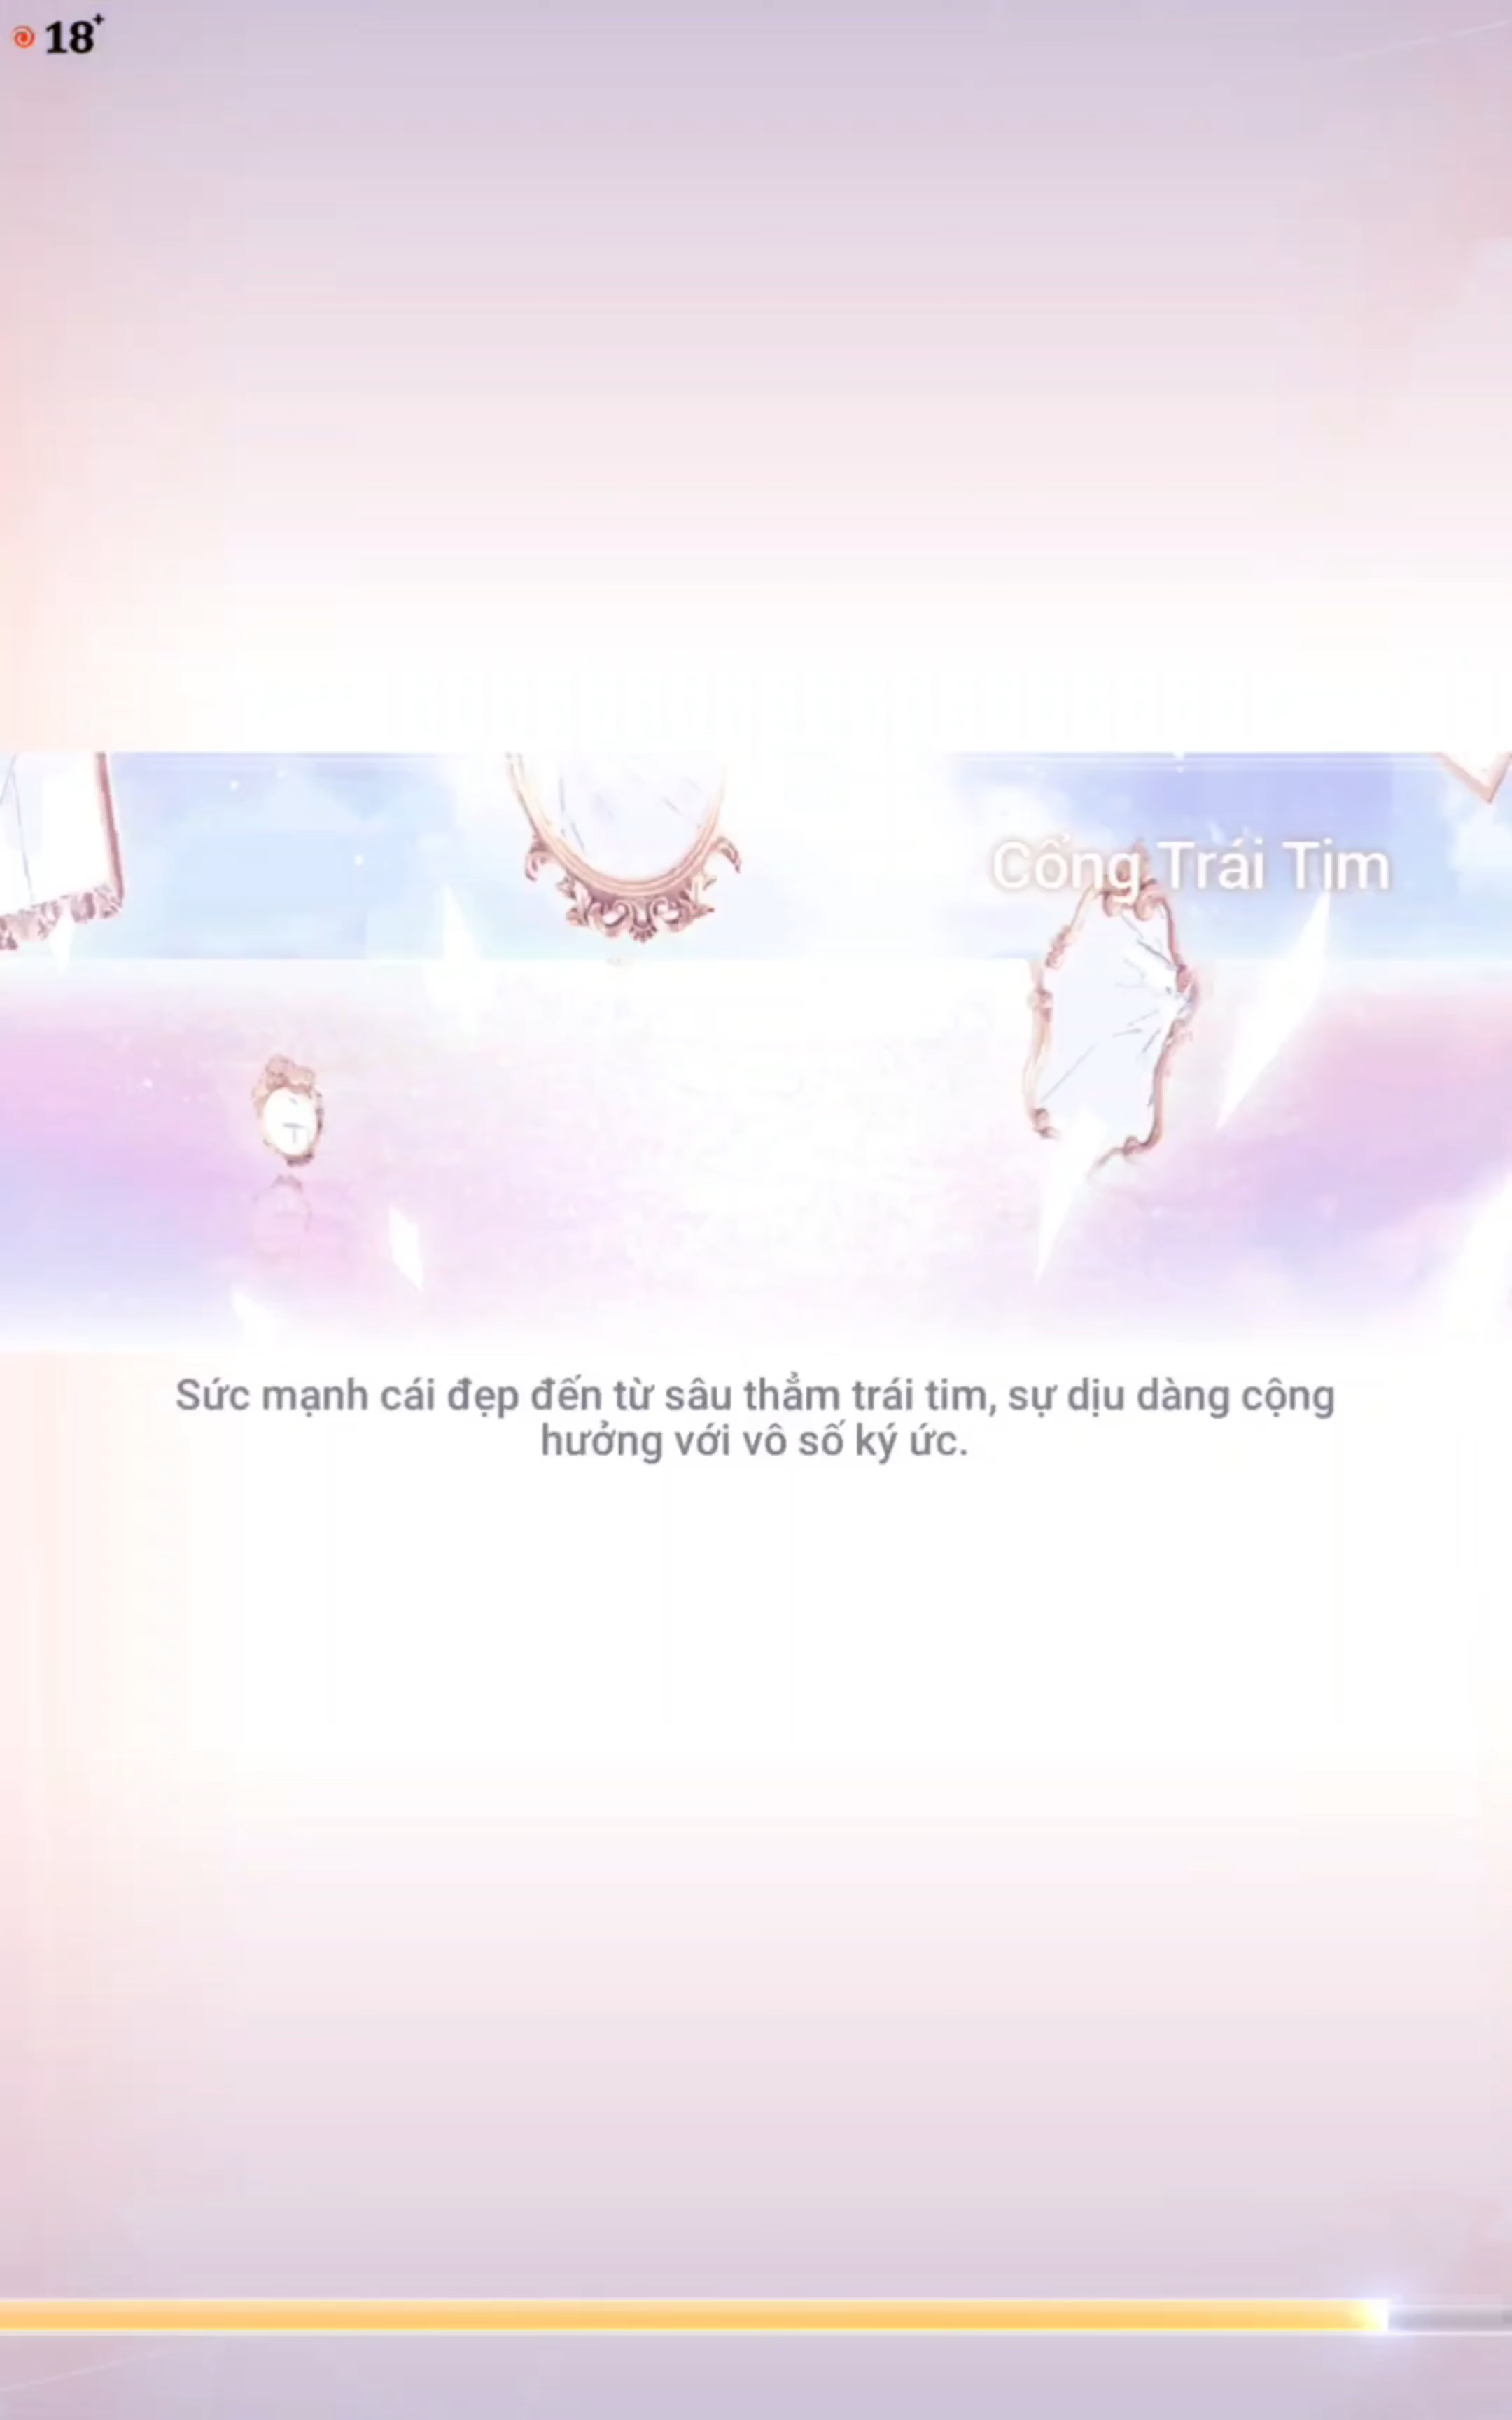 18+
Cổng Trái Tim
Sức mạnh cái đẹp đến từ sâu thẳm trái tim, sự dịu dàng cộng
hưởng với vô số ký ức.